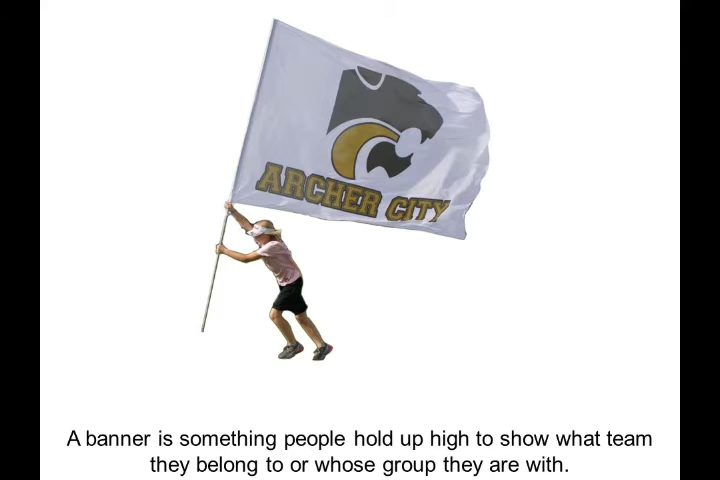 ARCHER CITY
A banner is something people hold up high to show what team
they belong to or whose group they are with.